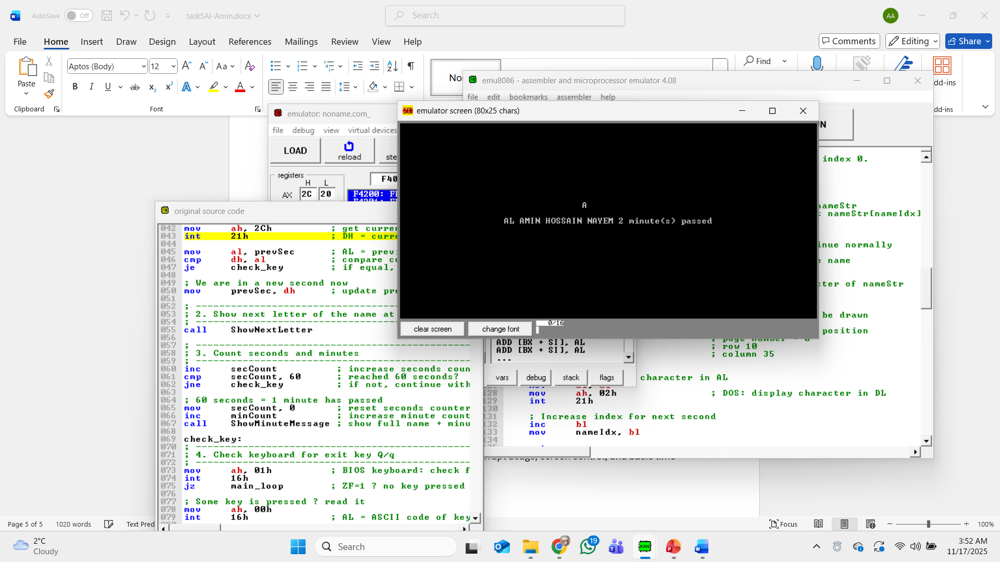 AutoSave Off task5Al-Amin.docx Search AA
File Home Insert Draw Design Layout References Mailings Review View Help Comments Editing Share
Paste
Clipboard
Aptos (Body) 12
Font
Find
dd-ins
dd-ins
emu8086 - assembler and microprocessor emulator 4.08
file edit bookmarks assembler help
emulator: noname.com_
file debug view virtual devices
LOAD reload ste
registers
H L
AX 2C 20
F40
F4200: F
emulator screen (80x25 chars)
A
AL AMIN HOSSAIN NAYEM 2 minute(s) passed
clear screen change font 0/16
original source code
042 mov ah, 2Ch ; get curren
043 int 21h ; DH = curre
044
045 mov al, prevSec ; AL = previ
046 cmp dh, al ; compare cu
047 je check_key ; if equal,
048
049 ; We are in a new second now
050 mov prevSec, dh ; update pre
051
052 ; ----------------------------
053 ; 2. Show next letter of the name at
054 ; ----------------------------
055 call ShowNextLetter
056
057 ; ----------------------------
058 ; 3. Count seconds and minutes
059 ; ----------------------------
060 inc secCount ; increase seconds coun
061 cmp secCount, 60 ; reached 60 seconds?
062 jne check_key ; if not, continue with
063
064 ; 60 seconds = 1 minute has passed
065 mov secCount, 0 ; reset seconds counter
066 inc minCount ; increase minute count
067 call ShowMinuteMessage ; show full name + minu
068
069 check_key:
070 ; ----------------------------
071 ; 4. Check keyboard for exit key Q/q
072 ; ----------------------------
073 mov ah, 01h ; BIOS keyboard: check f
074 int 16h
075 jz main_loop ; ZF=1 ? no key pressed
076
077 ; Some key is pressed ? read it
078 mov ah, 00h
079 int 16h ; AL = ASCII code of key
ADD [BX + SI], AL
ADD [BX + SI], AL
...
vars debug stack flags
N
index 0.
nameStr
nameStr[nameIdx]
inue normally
name
cter of nameStr
be drawn
position
; page number = 0
; row 10
; column 35
character in AL
128 mov ah, 02h ; DOS: display character in DL
129 int 21h
130
131 ; Increase index for next second
132 inc bl
133 mov nameIdx, bl
134
Page 5 of 5 1020 words Text Pred Focus 100%
2°C
Cloudy
Search
19
3:52 AM
11/17/2025